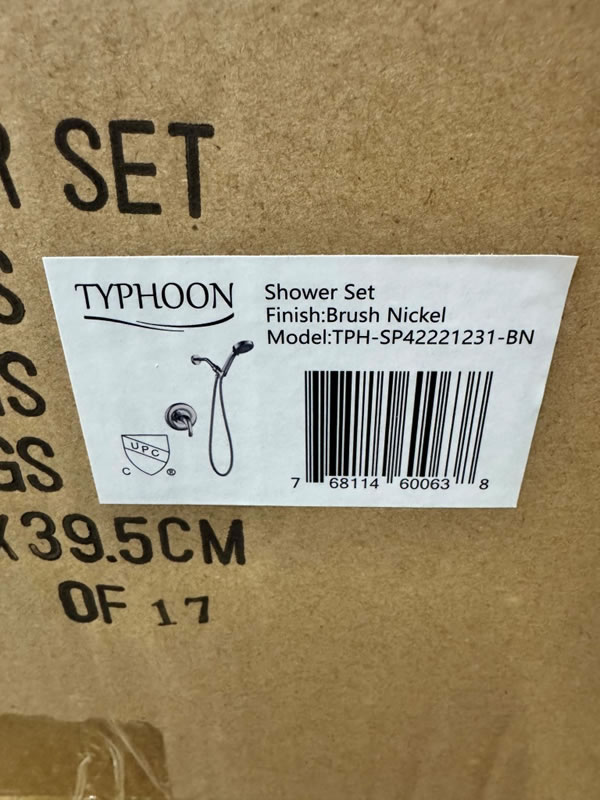 SET
TYPHOON
Shower Set
Finish:Brush Nickel
Model:TPH-SP42221231-BN
UPC
C ®
7 68114 60063 8
X39.5CM
OF 17